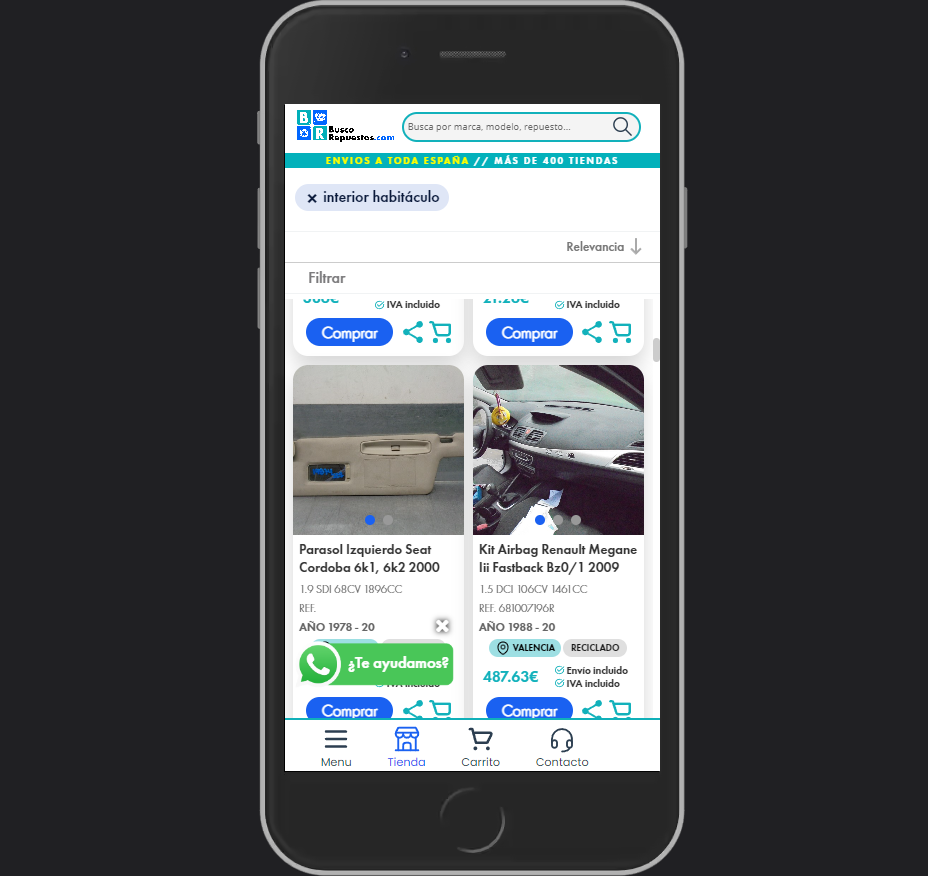 B
R
Busco
Repuestos.com
Busca por marca, modelo, repuesto...
ENVIOS A TODA ESPAÑA // MÁS DE 400 TIENDAS
× interior habitáculo
Relevancia
Filtrar
IVA incluido
IVA incluido
Comprar
Comprar
Parasol Izquierdo Seat
Cordoba 6k1, 6k2 2000
1.9 SDI 68CV 1896CC
REF.
AÑO 1978 - 20
Kit Airbag Renault Megane
Iii Fastback Bz0/1 2009
1.5 DCI 106CV 1461CC
REF. 681007196R
AÑO 1988 - 20
VALENCIA
RECICLADO
487.63€
Envío incluido
IVA incluido
¿Te ayudamos?
IVA incluido
Comprar
Comprar
Menu
Tienda
Carrito
Contacto